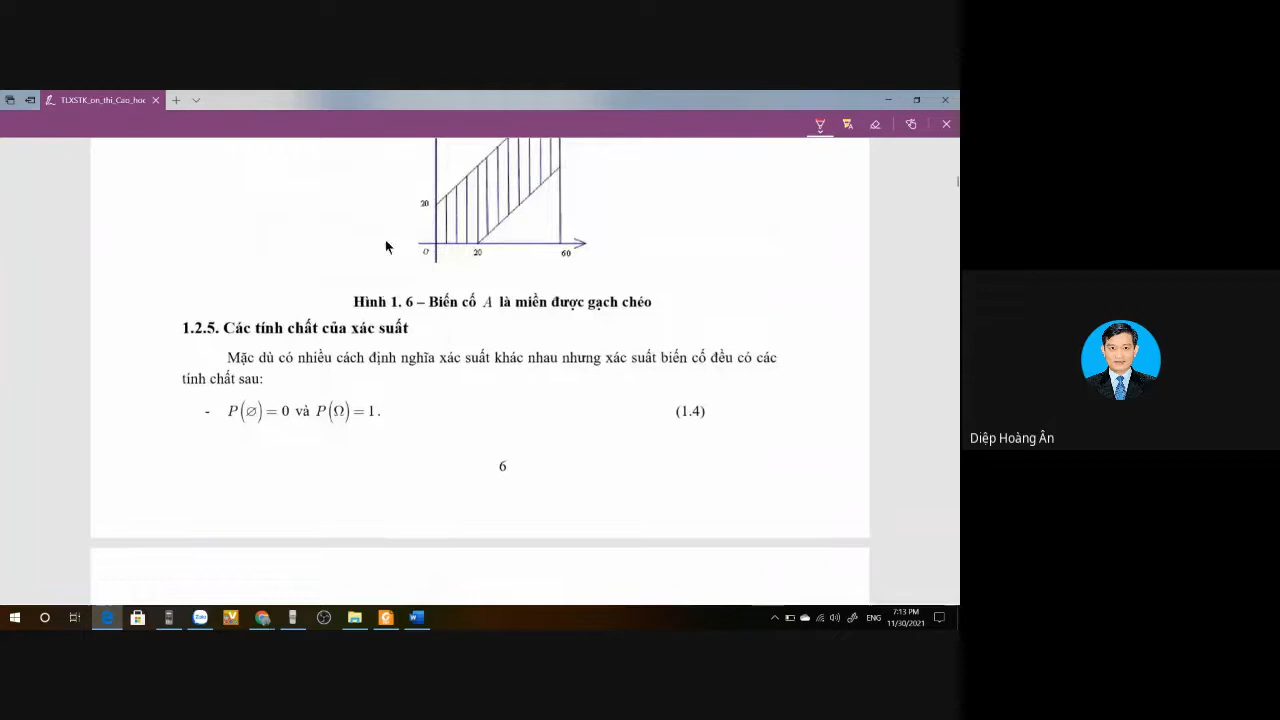 TLXSTK_on_thi_Cao_hoc
20
O
20
60
Hình 1. 6 – Biến cố A là miền được gạch chéo
1.2.5. Các tính chất của xác suất
Mặc dù có nhiều cách định nghĩa xác suất khác nhau nhưng xác suất biến cố đều có các
tính chất sau:
- P(∅) = 0 và P(Ω) = 1. (1.4)
6
Diệp Hoàng Ân
Zalo
ENG
7:13 PM
11/30/2021